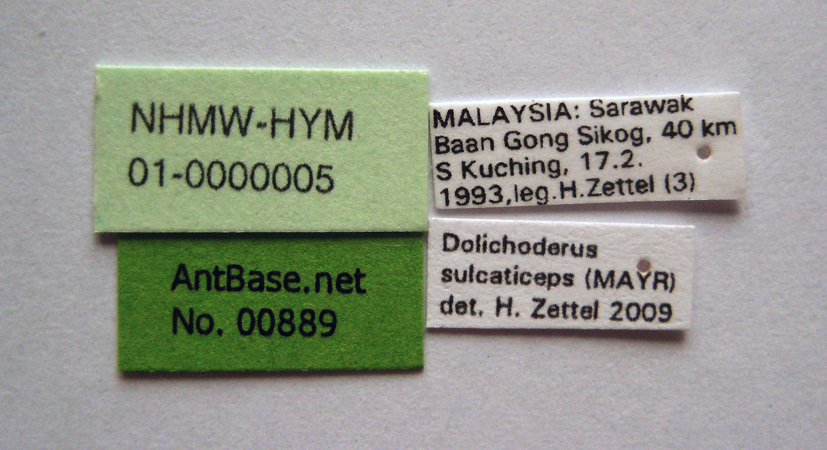 NHMW-HYM
01-0000005
AntBase.net
No. 00889
MALAYSIA: Sarawak
Baan Gong Sikog, 40 km
S Kuching, 17.2.
1993,leg.H.Zettel (3)
Dolichoderus
sulcaticeps (MAYR)
det. H. Zettel 2009